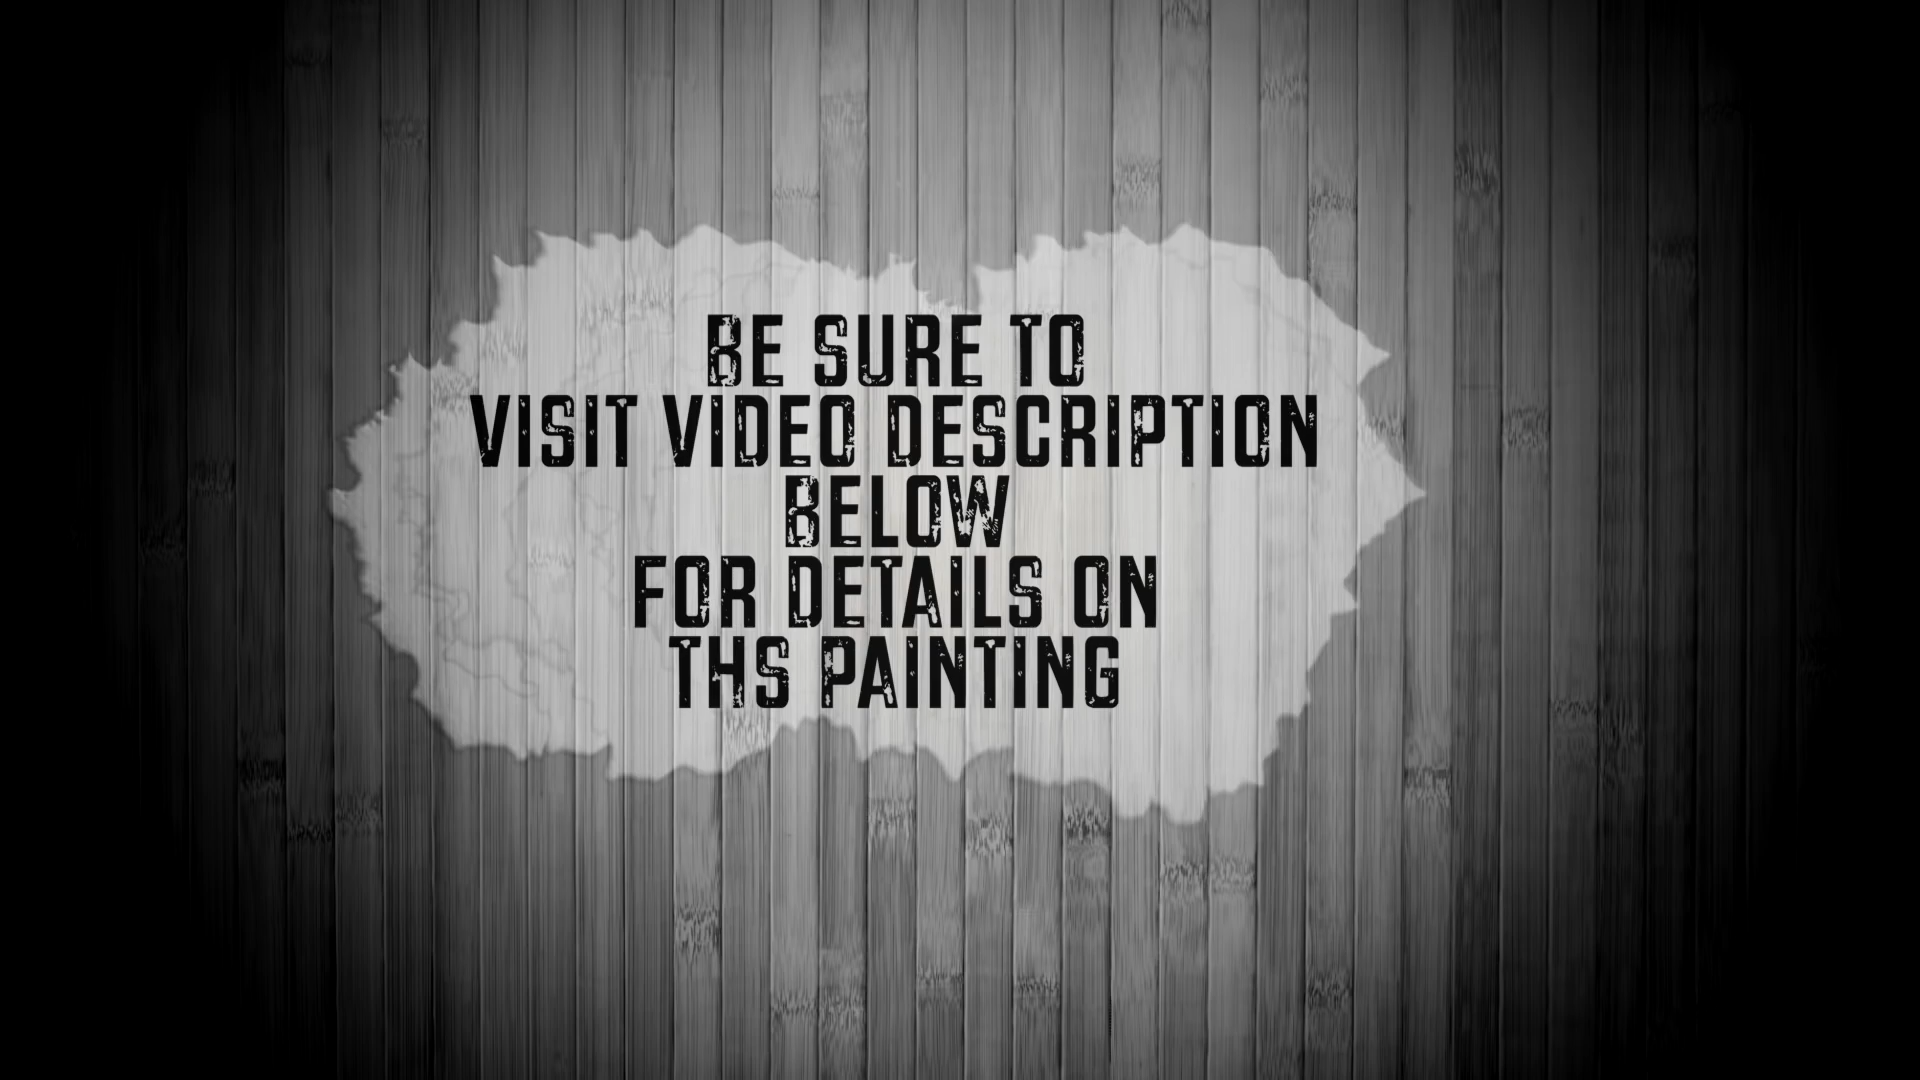 BE SURE TO
VISIT VIDEO DESCRIPTION
BELOW
FOR DETAILS ON
THS PAINTING